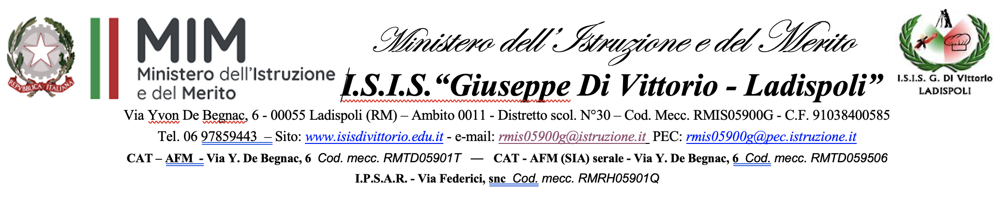 REPVBBLICA ITALIANA
MIM
Ministero dell'Istruzione
e del Merito
Ministero dell'Istruzione e del Merito
I.S.I.S.“Giuseppe Di Vittorio - Ladispoli”
I.S.I.S. G. DI Vittorio
LADISPOLI
Via Yvon De Begnac, 6 - 00055 Ladispoli (RM) – Ambito 0011 - Distretto scol. N°30 – Cod. Mecc. RMIS05900G - C.F. 91038400585
Tel. 06 97859443 – Sito: www.isisdivittorio.edu.it - e-mail: rmis05900g@istruzione.it PEC: rmis05900g@pec.istruzione.it
CAT – AFM - Via Y. De Begnac, 6 Cod. mecc. RMTD05901T — CAT - AFM (SIA) serale - Via Y. De Begnac, 6 Cod. mecc. RMTD059506
I.P.S.A.R. - Via Federici, snc Cod. mecc. RMRH05901Q